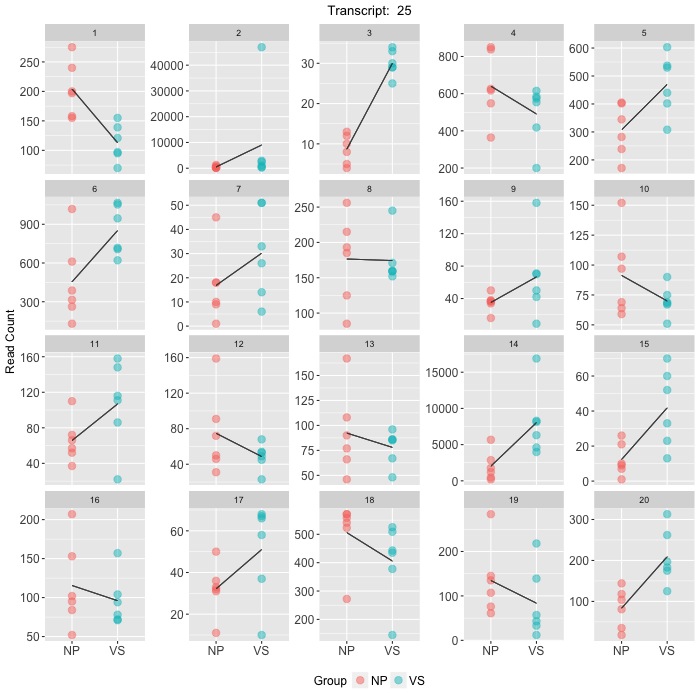 Transcript: 25
1 2 3 4 5
250 200 150 100
40000 30000 20000 10000 0
30 20 10
800 600 400 200
600 500 400 300 200
6 7 8 9 10
900 600 300
50 40 30 20 10 0
250 200 150 100
160 120 80 40
150 125 100 75 50
Read Count
11 12 13 14 15
160 120 80 40
160 120 80 40
150 125 100 75 50
15000 10000 5000 0
60 40 20 0
16 17 18 19 20
200 150 100 50
60 40 20
500 400 300 200
200 100 0
300 200 100
NP VS NP VS NP VS NP VS NP VS
Group NP VS